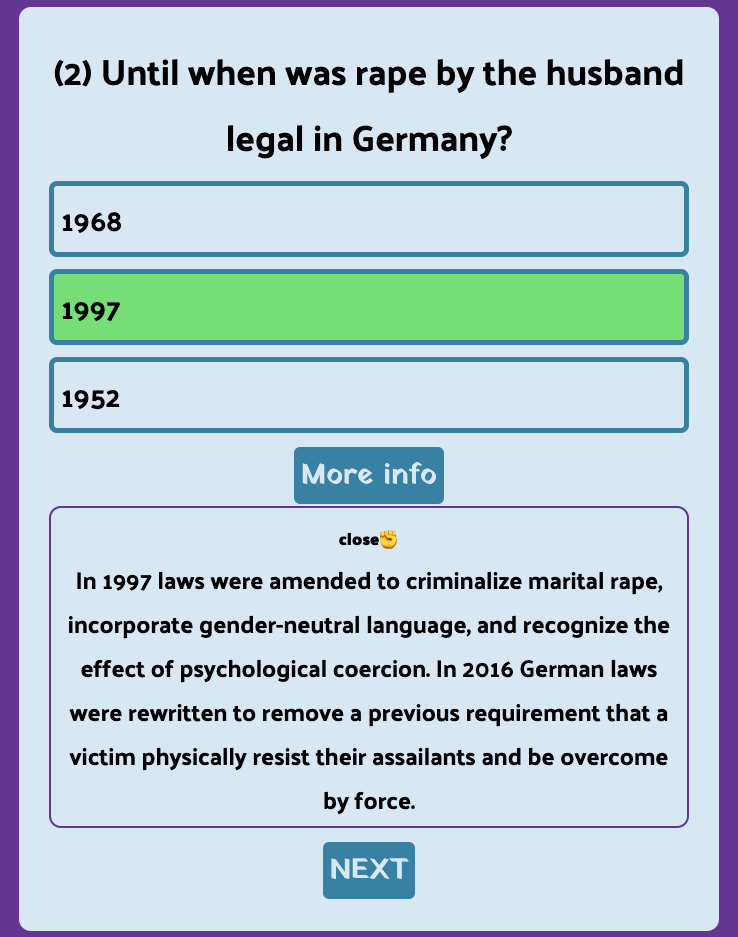 (2) Until when was rape by the husband
legal in Germany?
1968
1997
1952
More info
close✊
In 1997 laws were amended to criminalize marital rape,
incorporate gender-neutral language, and recognize the
effect of psychological coercion. In 2016 German laws
were rewritten to remove a previous requirement that a
victim physically resist their assailants and be overcome
by force.
NEXT